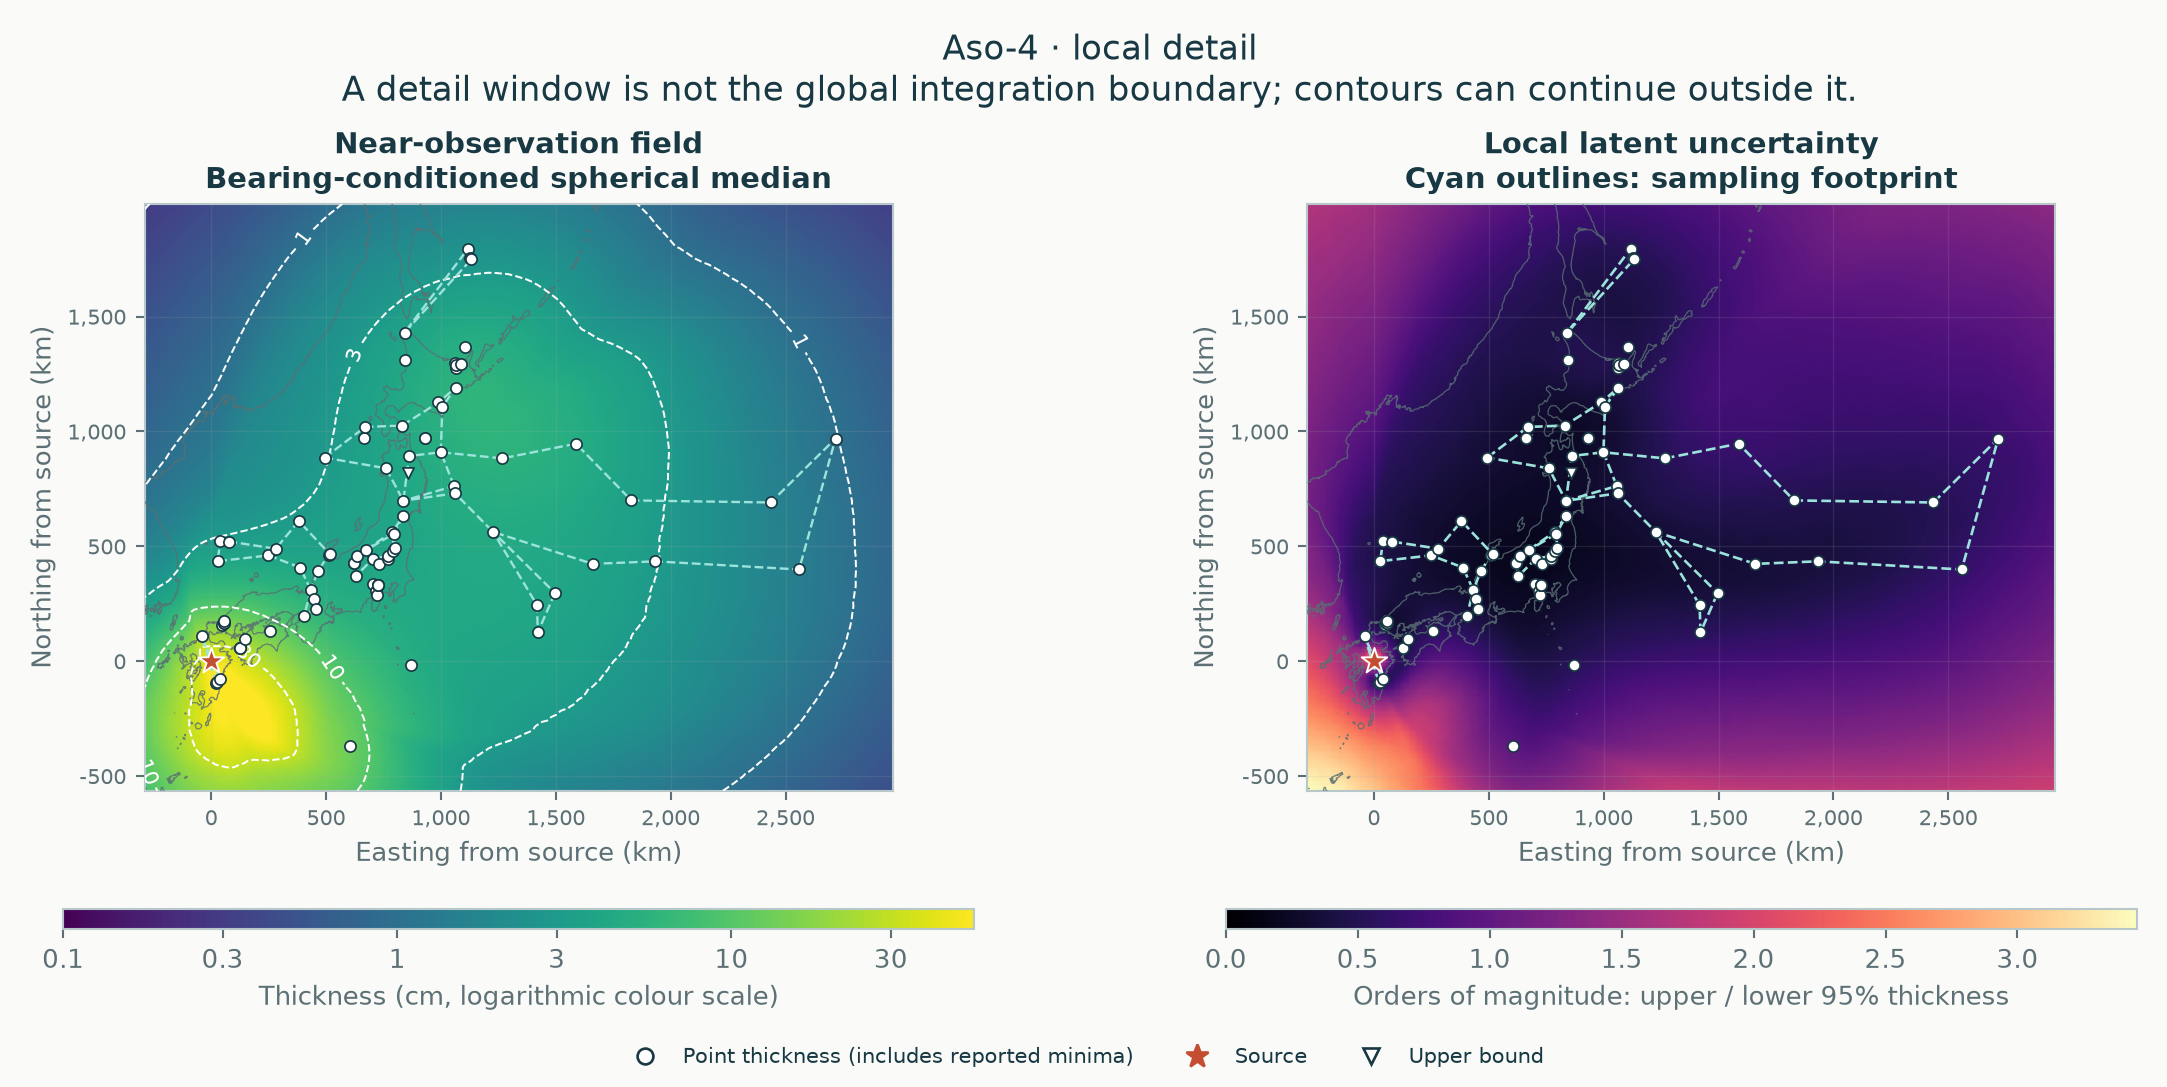 Aso-4 · local detail
A detail window is not the global integration boundary; contours can continue outside it.
Near-observation field
Bearing-conditioned spherical median
1
3
1
10
10
1,500
1,000
500
0
-500
0
500
1,000
1,500
2,000
2,500
Northing from source (km)
Easting from source (km)
0.1
0.3
1
3
10
30
Thickness (cm, logarithmic colour scale)
Local latent uncertainty
Cyan outlines: sampling footprint
1,500
1,000
500
0
-500
0
500
1,000
1,500
2,000
2,500
Northing from source (km)
Easting from source (km)
0.0
0.5
1.0
1.5
2.0
2.5
3.0
Orders of magnitude: upper / lower 95% thickness
Point thickness (includes reported minima)
Source
Upper bound